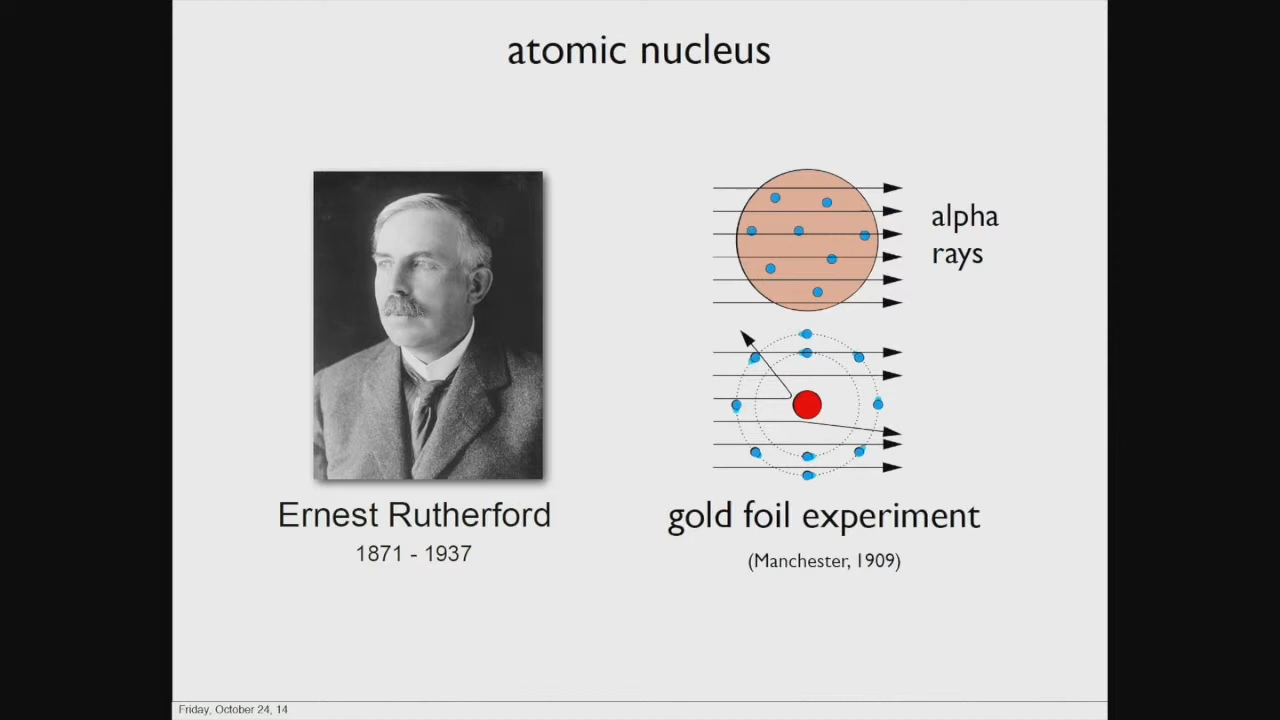 atomic nucleus
alpha
rays
Ernest Rutherford
1871 - 1937
gold foil experiment
(Manchester, 1909)
Friday, October 24, 14